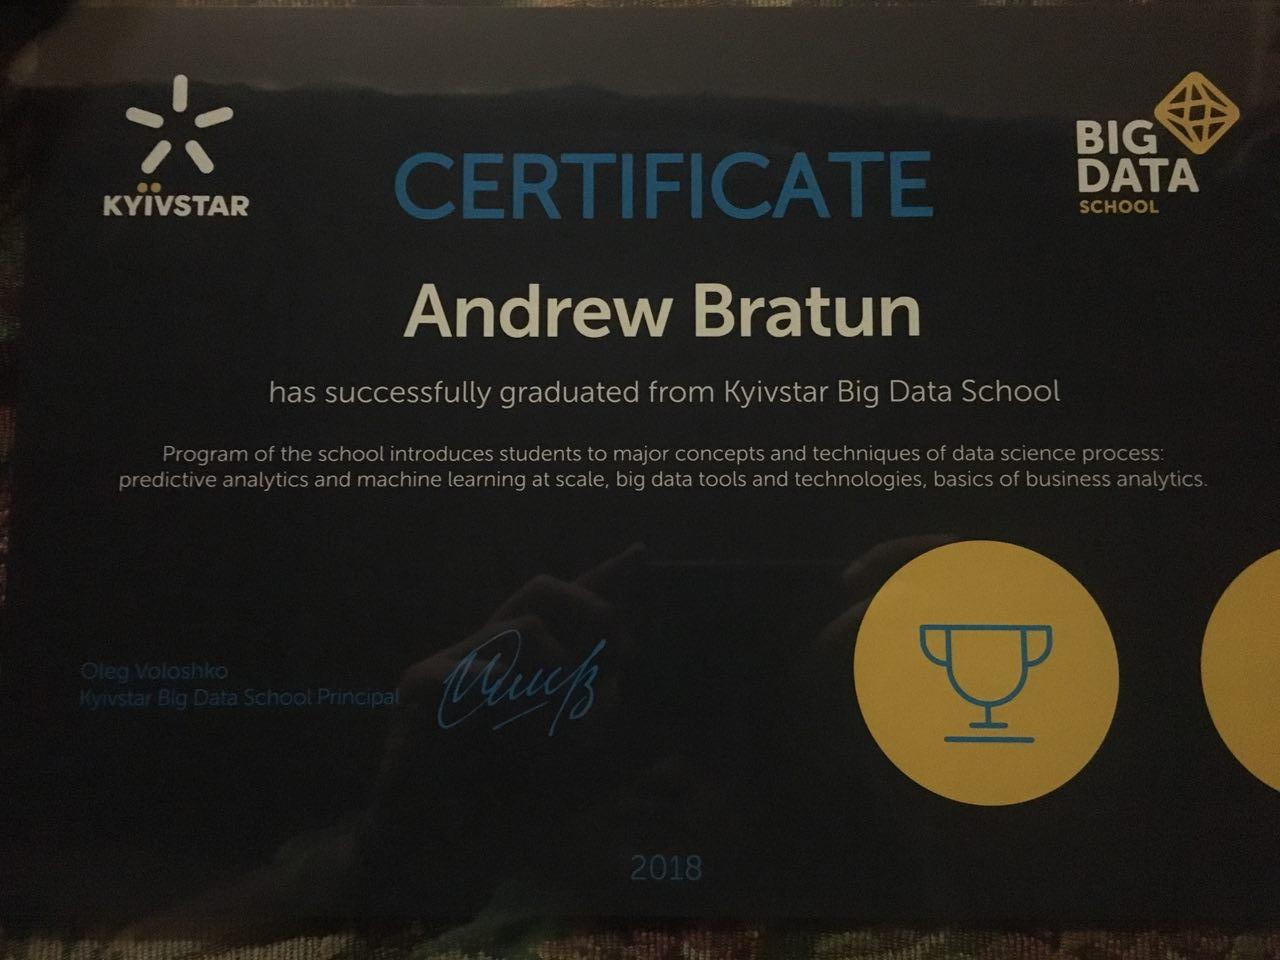 KYÏVSTAR
BIG
DATA
SCHOOL
CERTIFICATE
Andrew Bratun
has successfully graduated from Kyivstar Big Data School
Program of the school introduces students to major concepts and techniques of data science process:
predictive analytics and machine learning at scale, big data tools and technologies, basics of business analytics.
Oleg Voloshko
Kyivstar Big Data School Principal
2018